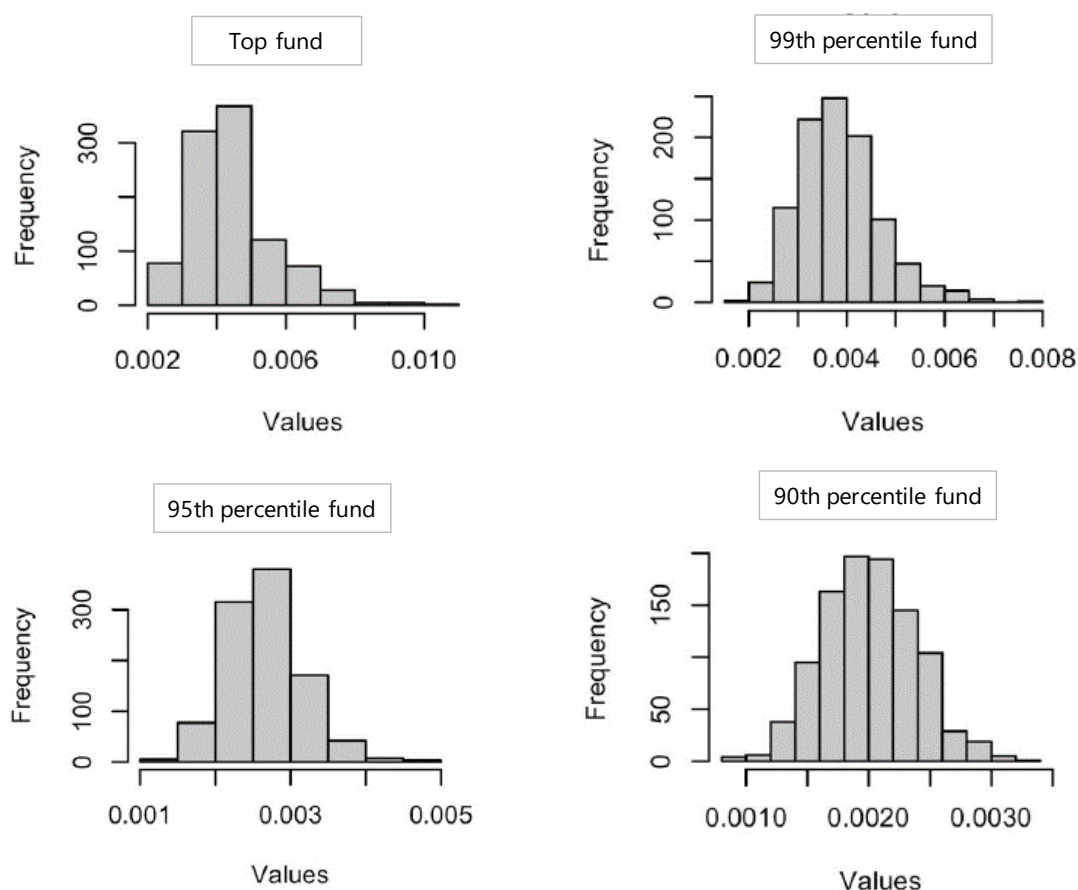 Top fund
Frequency
300
100
0
0.002 0.006 0.010
Values
99th percentile fund
Frequency
200
100
0
0.002 0.004 0.006 0.008
Values
95th percentile fund
Frequency
300
100
0
0.001 0.003 0.005
Values
90th percentile fund
Frequency
150
50
0
0.0010 0.0020 0.0030
Values